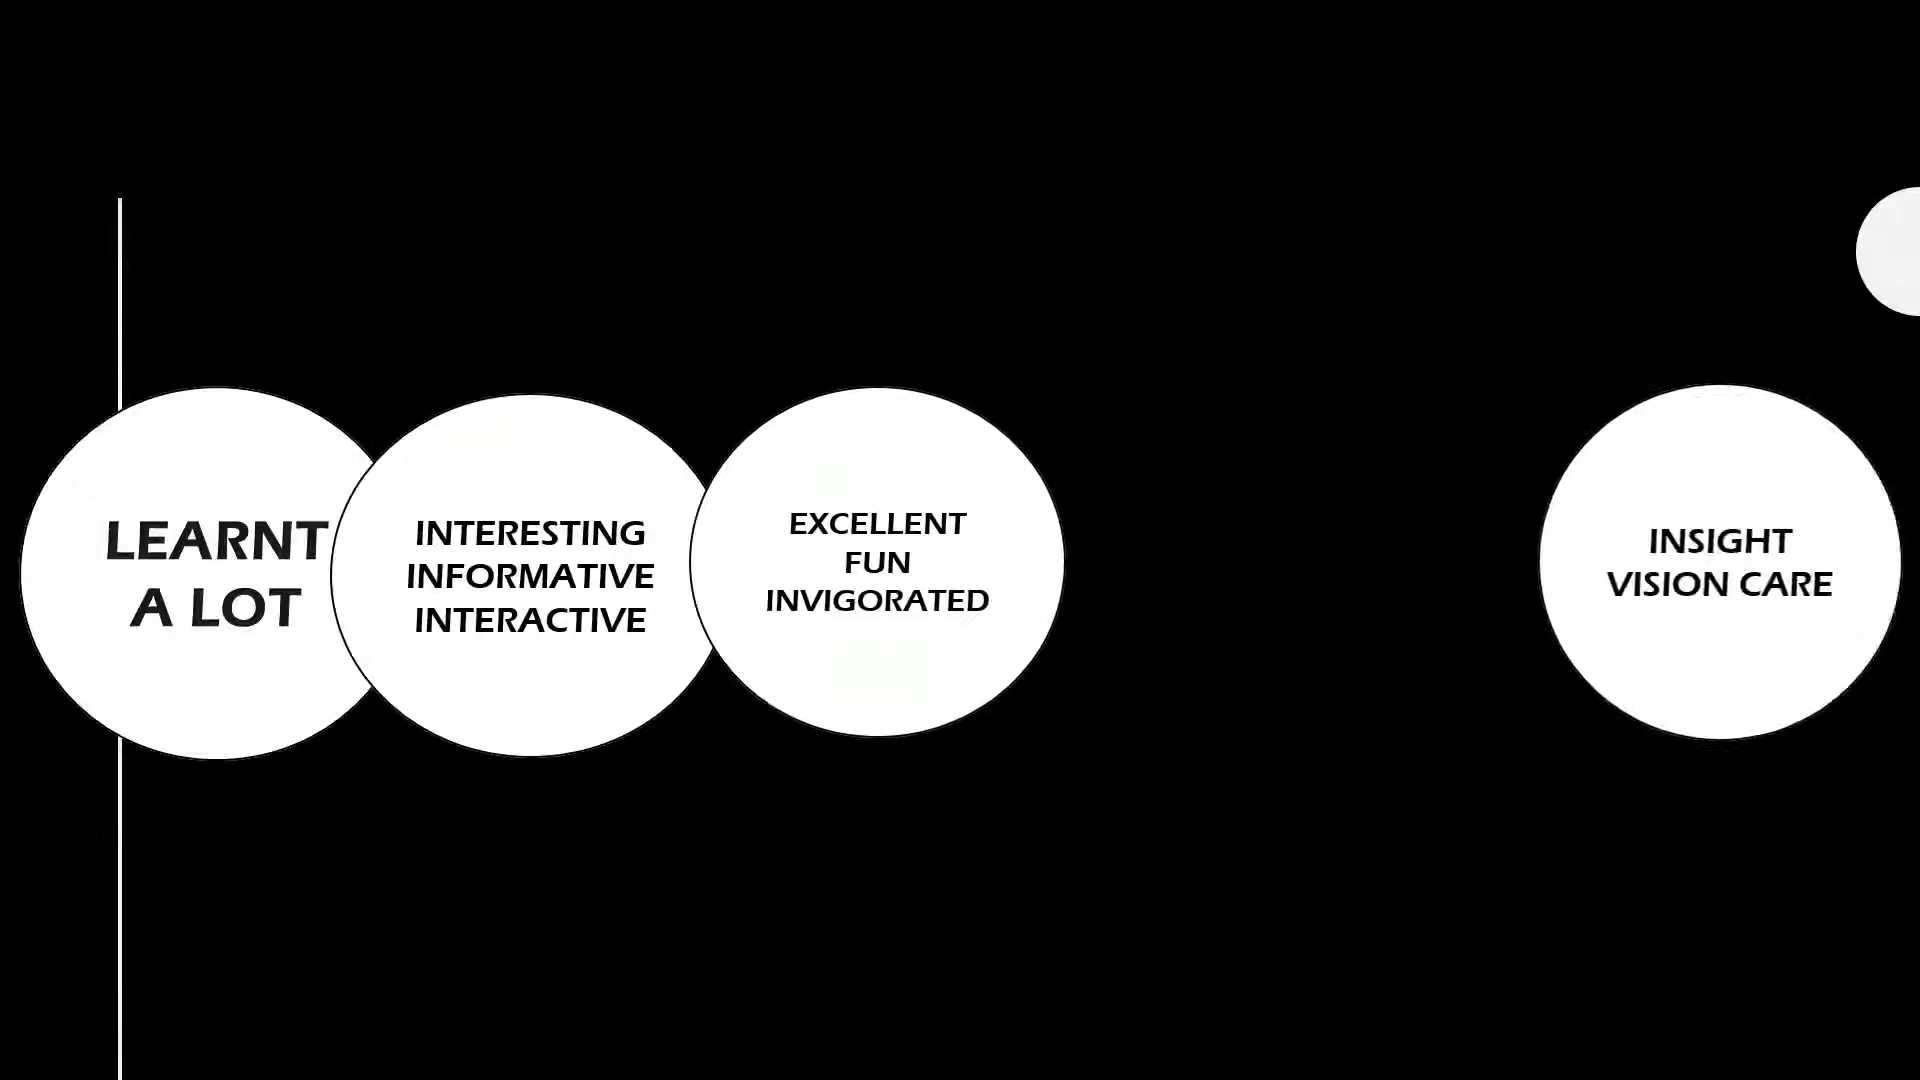 LEARNT
A LOT
INTERESTING
INFORMATIVE
INTERACTIVE
EXCELLENT
FUN
INVIGORATED
INSIGHT
VISION CARE